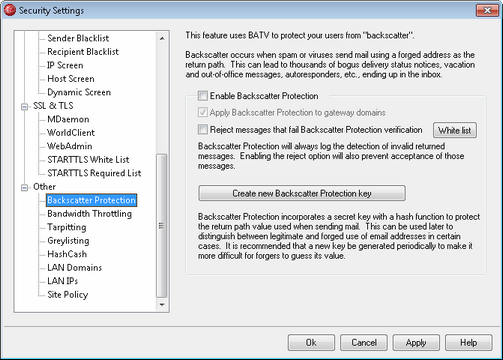 Security Settings
Sender Blacklist
Recipient Blacklist
IP Screen
Host Screen
Dynamic Screen
SSL & TLS
MDaemon
WorldClient
WebAdmin
STARTTLS White List
STARTTLS Required List
Other
Backscatter Protection
Bandwidth Throttling
Tarpitting
Greylisting
HashCash
LAN Domains
LAN IPs
Site Policy
This feature uses BATV to protect your users from "backscatter".
Backscatter occurs when spam or viruses send mail using a forged address as the
return path. This can lead to thousands of bogus delivery status notices, vacation
and out-of-office messages, autoresponders, etc., ending up in the inbox.
Enable Backscatter Protection
Apply Backscatter Protection to gateway domains
Reject messages that fail Backscatter Protection verification
White list
Backscatter Protection will always log the detection of invalid returned
messages. Enabling the reject option will also prevent acceptance of those
messages.
Create new Backscatter Protection key
Backscatter Protection incorporates a secret key with a hash function to protect
the return path value used when sending mail. This can be used later to
distinguish between legitimate and forged use of email addresses in certain
cases. It is recommended that a new key be generated periodically to make it
more difficult for forgers to guess its value.
Ok
Cancel
Apply
Help